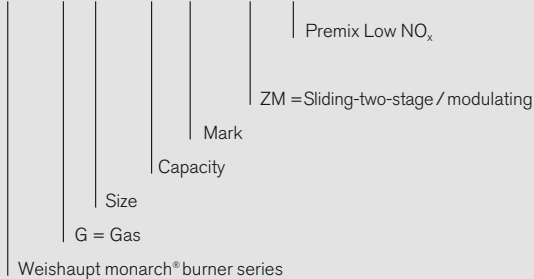 Premix Low NOx
ZM = Sliding-two-stage / modulating
Mark
Capacity
Size
G = Gas
Weishaupt monarch® burner series